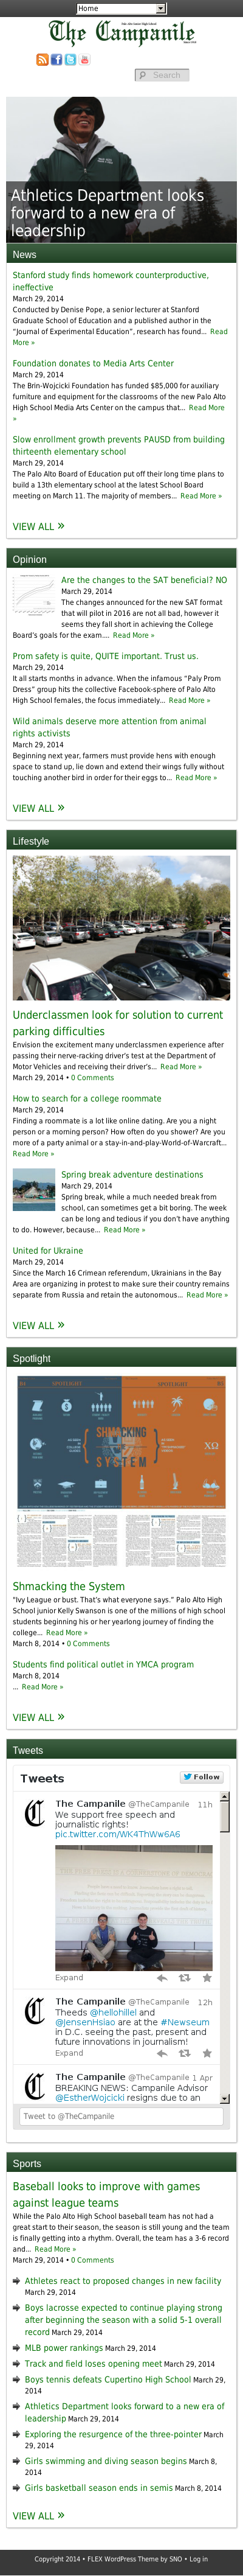 Home
Palo Alto Senior High School
The Campanile
Search
Athletics Department looks
forward to a new era of
leadership
News
Stanford study finds homework counterproductive,
ineffective
March 29, 2014
Conducted by Denise Pope, a senior lecturer at Stanford
Graduate School of Education and a published author in the
“Journal of Experimental Education”, research has found... Read
More »
Foundation donates to Media Arts Center
March 29, 2014
The Brin-Wojcicki Foundation has funded $85,000 for auxiliary
furniture and equipment for the classrooms of the new Palo Alto
High School Media Arts Center on the campus that... Read More
»
Slow enrollment growth prevents PAUSD from building
thirteenth elementary school
March 29, 2014
The Palo Alto Board of Education put off their long time plans to
build a 13th elementary school at the latest School Board
meeting on March 11. The majority of members... Read More »
VIEW ALL »
Opinion
Are the changes to the SAT beneficial? NO
March 29, 2014
The changes announced for the new SAT format
that will pilot in 2016 are not all bad, however it
seems they fall short in achieving the College
Board’s goals for the exam.... Read More »
Prom safety is quite, QUITE important. Trust us.
March 29, 2014
It all starts months in advance. When the infamous “Paly Prom
Dress” group hits the collective Facebook-sphere of Palo Alto
High School females, the focus immediately... Read More »
Wild animals deserve more attention from animal
rights activists
March 29, 2014
Beginning next year, farmers must provide hens with enough
space to stand up, lie down and extend their wings fully without
touching another bird in order for their eggs to... Read More »
VIEW ALL »
Lifestyle
Underclassmen look for solution to current
parking difficulties
Envision the excitement many underclassmen experience after
passing their nerve-racking driver’s test at the Department of
Motor Vehicles and receiving their driver’s... Read More »
March 29, 2014 • 0 Comments
How to search for a college roommate
March 29, 2014
Finding a roommate is a lot like online dating. Are you a night
person or a morning person? How often do you shower? Are you
more of a party animal or a stay-in-and-play-World-of-Warcraft...
Read More »
Spring break adventure destinations
March 29, 2014
Spring break, while a much needed break from
school, can sometimes get a bit boring. The week
can be long and tedious if you don’t have anything
to do. However, because... Read More »
United for Ukraine
March 29, 2014
Since the March 16 Crimean referendum, Ukrainians in the Bay
Area are organizing in protest to make sure their country remains
separate from Russia and retain the autonomous... Read More »
VIEW ALL »
Spotlight
SPOTLIGHT
SPOTLIGHT
SHMACKING THE
SYSTEM
ΧΩ
Shmacking the System
"Ivy League or bust. That’s what everyone says.” Palo Alto High
School junior Kelly Swanson is one of the millions of high school
students beginning his or her yearlong journey of finding the
college... Read More »
March 8, 2014 • 0 Comments
Students find political outlet in YMCA program
March 8, 2014
... Read More »
VIEW ALL »
Tweets
Tweets
Follow
The Campanile @TheCampanile 11h
We support free speech and
journalistic rights!
pic.twitter.com/WK4ThWw6A6
Expand
The Campanile @TheCampanile 12h
Theeds @hellohillel and
@JensenHsiao are at the #Newseum
in D.C. seeing the past, present and
future innovations in journalism!
Expand
The Campanile @TheCampanile 1 Apr
BREAKING NEWS: Campanile Advisor
@EstherWojcicki resigns due to an
Tweet to @TheCampanile
Sports
Baseball looks to improve with games
against league teams
While the Palo Alto High School baseball team has not had a
great start to their season, the season is still young and the team
is finally getting into a rhythm. Overall, the team has a 3-6 record
and... Read More »
March 29, 2014 • 0 Comments
Athletes react to proposed changes in new facility
March 29, 2014
Boys lacrosse expected to continue playing strong
after beginning the season with a solid 5-1 overall
record March 29, 2014
MLB power rankings March 29, 2014
Track and field loses opening meet March 29, 2014
Boys tennis defeats Cupertino High School March 29,
2014
Athletics Department looks forward to a new era of
leadership March 29, 2014
Exploring the resurgence of the three-pointer March
29, 2014
Girls swimming and diving season begins March 8,
2014
Girls basketball season ends in semis March 8, 2014
VIEW ALL »
Copyright 2014 • FLEX WordPress Theme by SNO • Log in